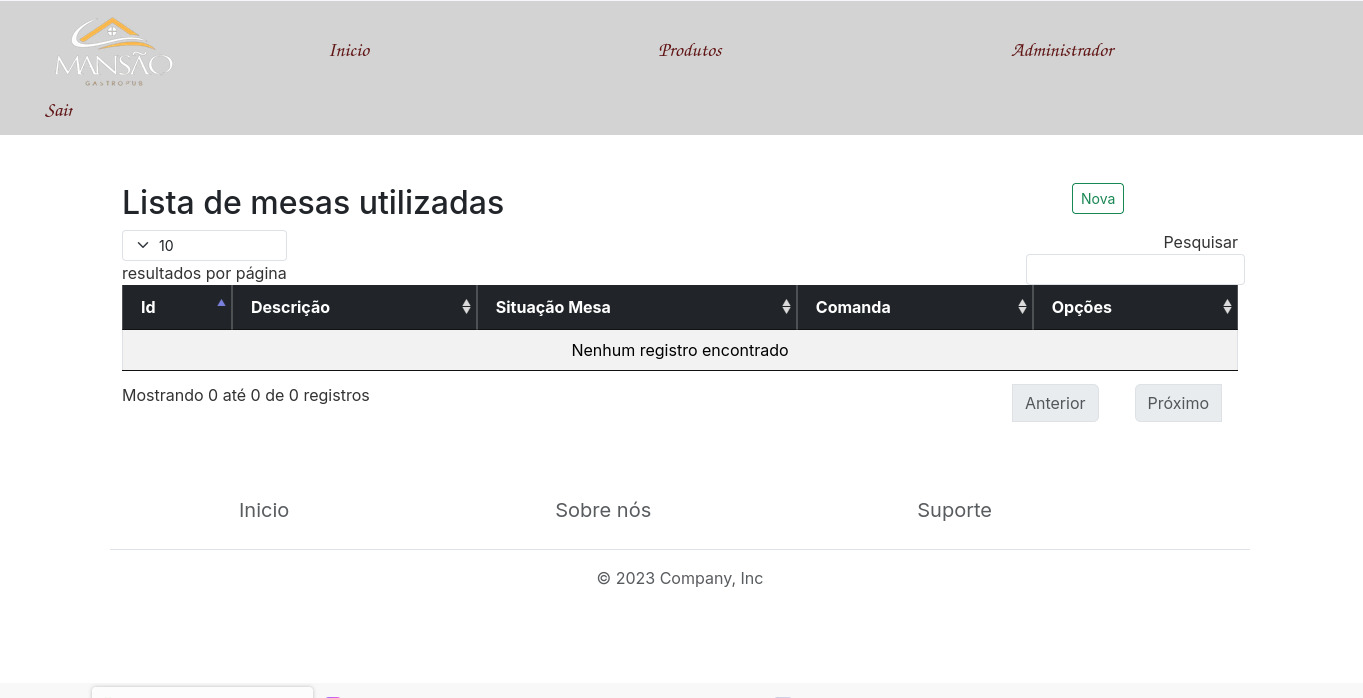 MANSÃO
GASTROPUB
Inicio
Produtos
Administrador
Sair
Lista de mesas utilizadas
Nova
10
resultados por página
Pesquisar
Id
Descrição
Situação Mesa
Comanda
Opções
Nenhum registro encontrado
Mostrando 0 até 0 de 0 registros
Anterior
Próximo
Inicio
Sobre nós
Suporte
© 2023 Company, Inc